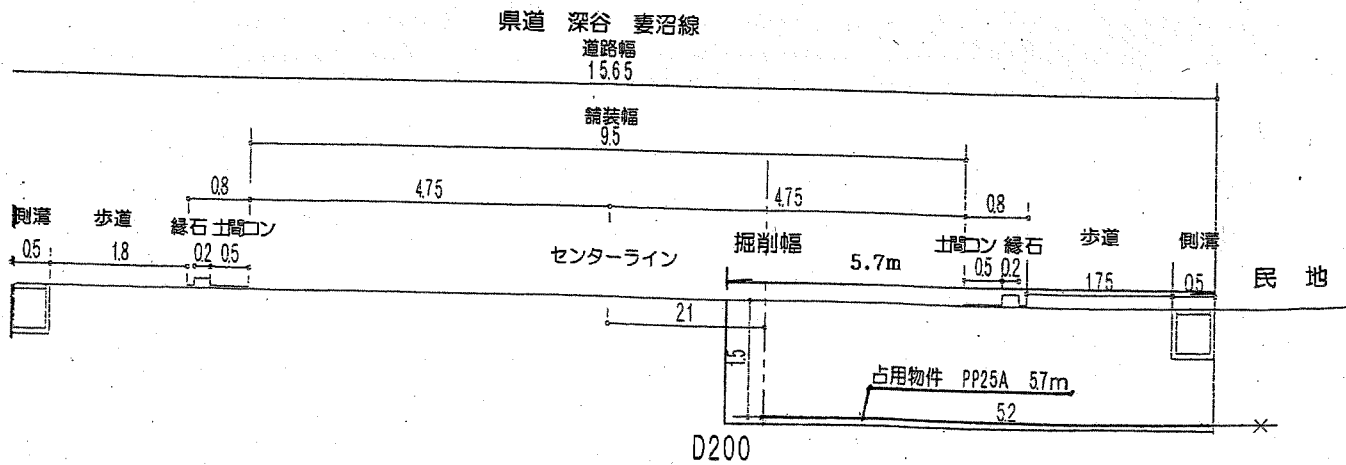 県道 深谷 妻沼線
道路幅
15.65
舗装幅
9.5
0.8 4.75 4.75 0.8
側溝 歩道 縁石 土間コン センターライン 掘削幅 土間コン 縁石 歩道 側溝
0.5 1.8 0.2 0.5 5.7m 0.5 0.2 1.75 0.5 民 地
2.1
1.5
占用物件 PP25A 5.7m
5.2
D200